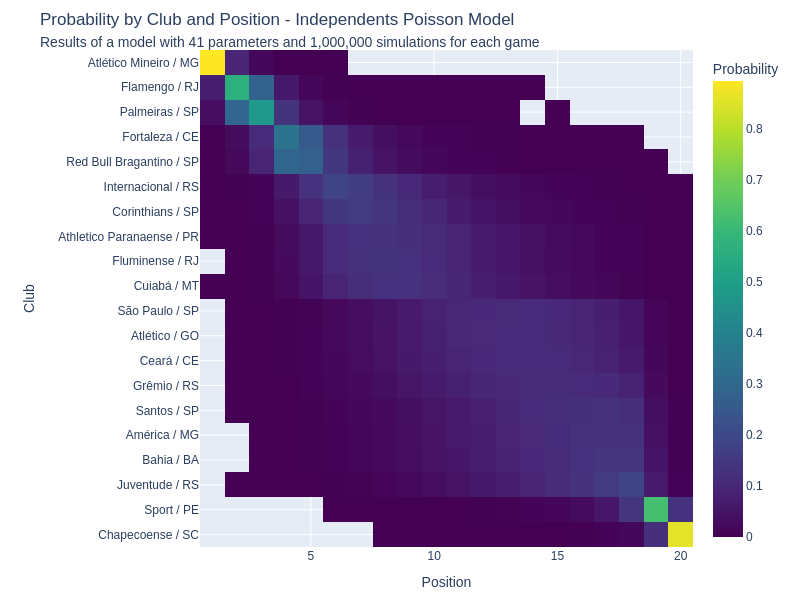 Probability by Club and Position - Independents Poisson Model
Results of a model with 41 parameters and 1,000,000 simulations for each game
Club
Atlético Mineiro / MG
Flamengo / RJ
Palmeiras / SP
Fortaleza / CE
Red Bull Bragantino / SP
Internacional / RS
Corinthians / SP
Athletico Paranaense / PR
Fluminense / RJ
Cuiabá / MT
São Paulo / SP
Atlético / GO
Ceará / CE
Grêmio / RS
Santos / SP
América / MG
Bahia / BA
Juventude / RS
Sport / PE
Chapecoense / SC
5
10
15
20
Position
Probability
0.8
0.7
0.6
0.5
0.4
0.3
0.2
0.1
0